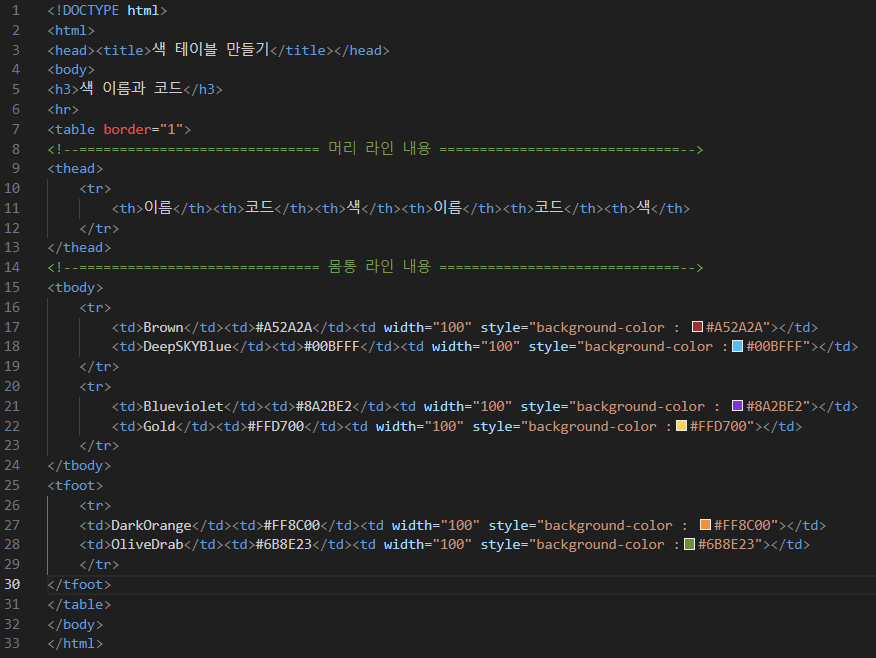 1 <!DOCTYPE html>
2 <html>
3 <head><title>색 테이블 만들기</title></head>
4 <body>
5 <h3>색 이름과 코드</h3>
6 <hr>
7 <table border="1">
8 <!--============================== 머리 라인 내용 ==============================-->
9 <thead>
10 <tr>
11 <th>이름</th><th>코드</th><th>색</th><th>이름</th><th>코드</th><th>색</th>
12 </tr>
13 </thead>
14 <!--============================== 몸통 라인 내용 ==============================-->
15 <tbody>
16 <tr>
17 <td>Brown</td><td>#A52A2A</td><td width="100" style="background-color : #A52A2A"></td>
18 <td>DeepSKYBlue</td><td>#00BFFF</td><td width="100" style="background-color :#00BFFF"></td>
19 </tr>
20 <tr>
21 <td>Blueviolet</td><td>#8A2BE2</td><td width="100" style="background-color : #8A2BE2"></td>
22 <td>Gold</td><td>#FFD700</td><td width="100" style="background-color :#FFD700"></td>
23 </tr>
24 </tbody>
25 <tfoot>
26 <tr>
27 <td>DarkOrange</td><td>#FF8C00</td><td width="100" style="background-color : #FF8C00"></td>
28 <td>OliveDrab</td><td>#6B8E23</td><td width="100" style="background-color :#6B8E23"></td>
29 </tr>
30 </tfoot>
31 </table>
32 </body>
33 </html>